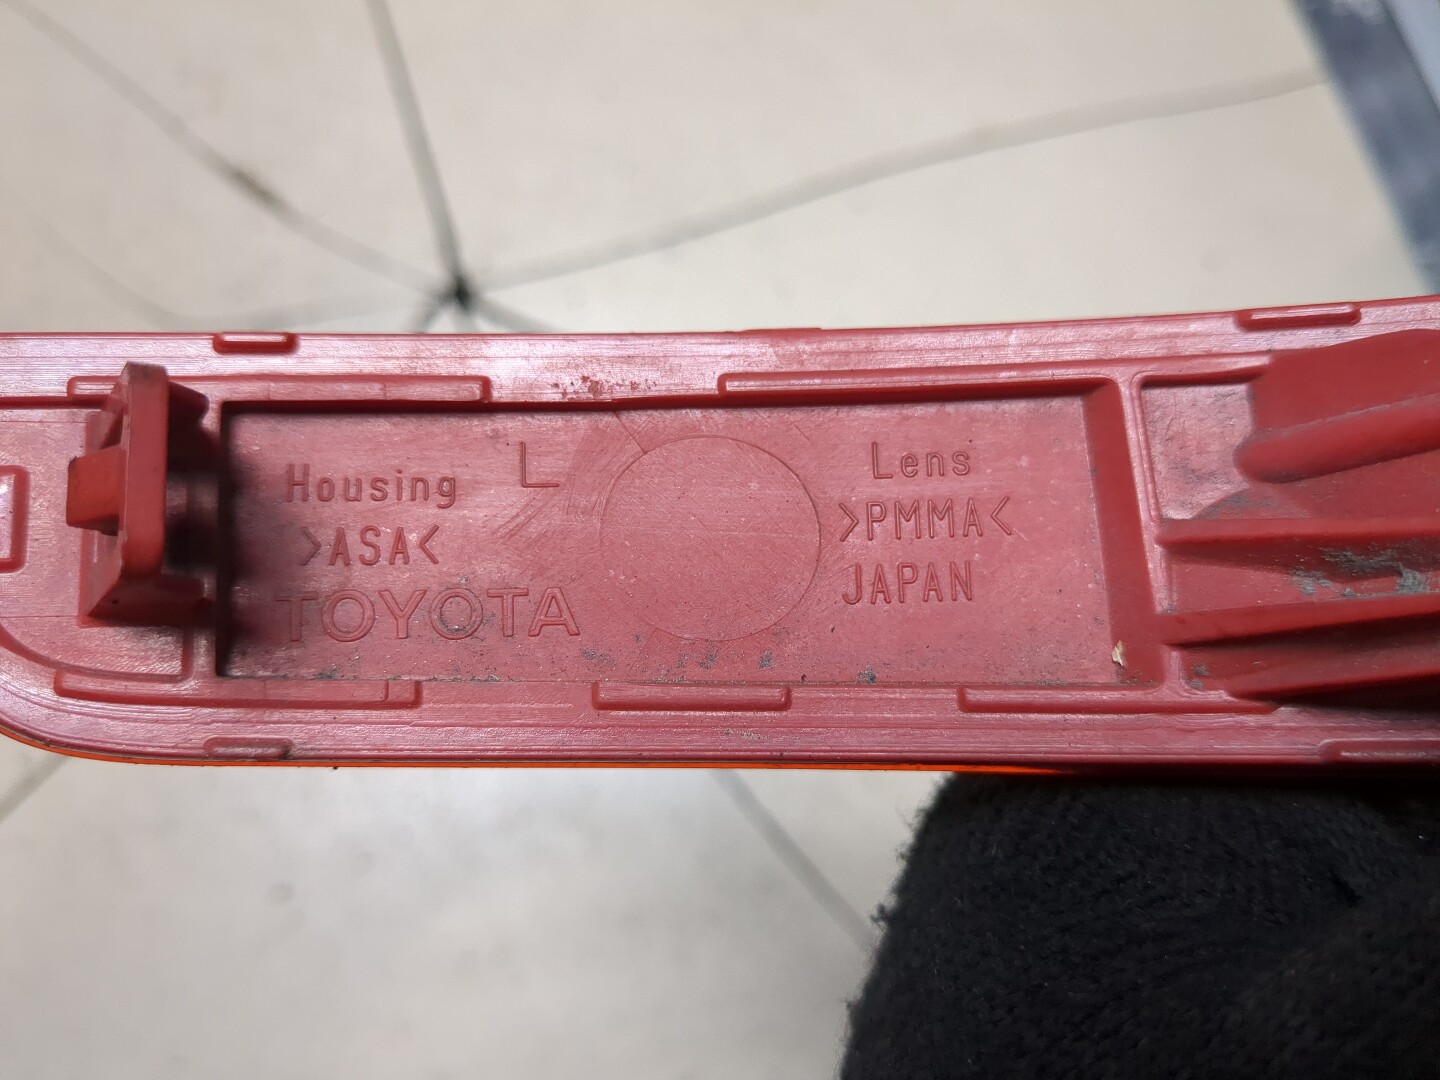 Housing
L
>ASA<
TOYOTA
Lens
>PMMA<
JAPAN